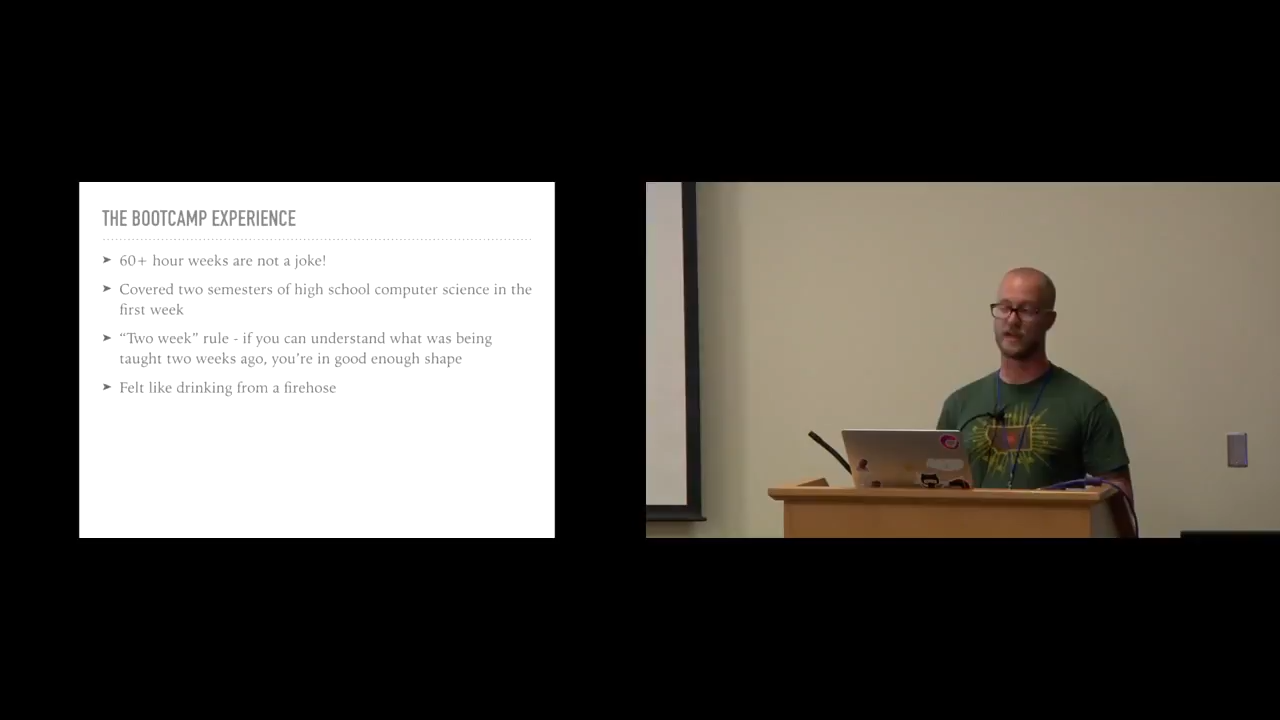 THE BOOTCAMP EXPERIENCE
➤ 60+ hour weeks are not a joke!
➤ Covered two semesters of high school computer science in the
first week
➤ “Two week” rule - if you can understand what was being
taught two weeks ago, you’re in good enough shape
➤ Felt like drinking from a firehose